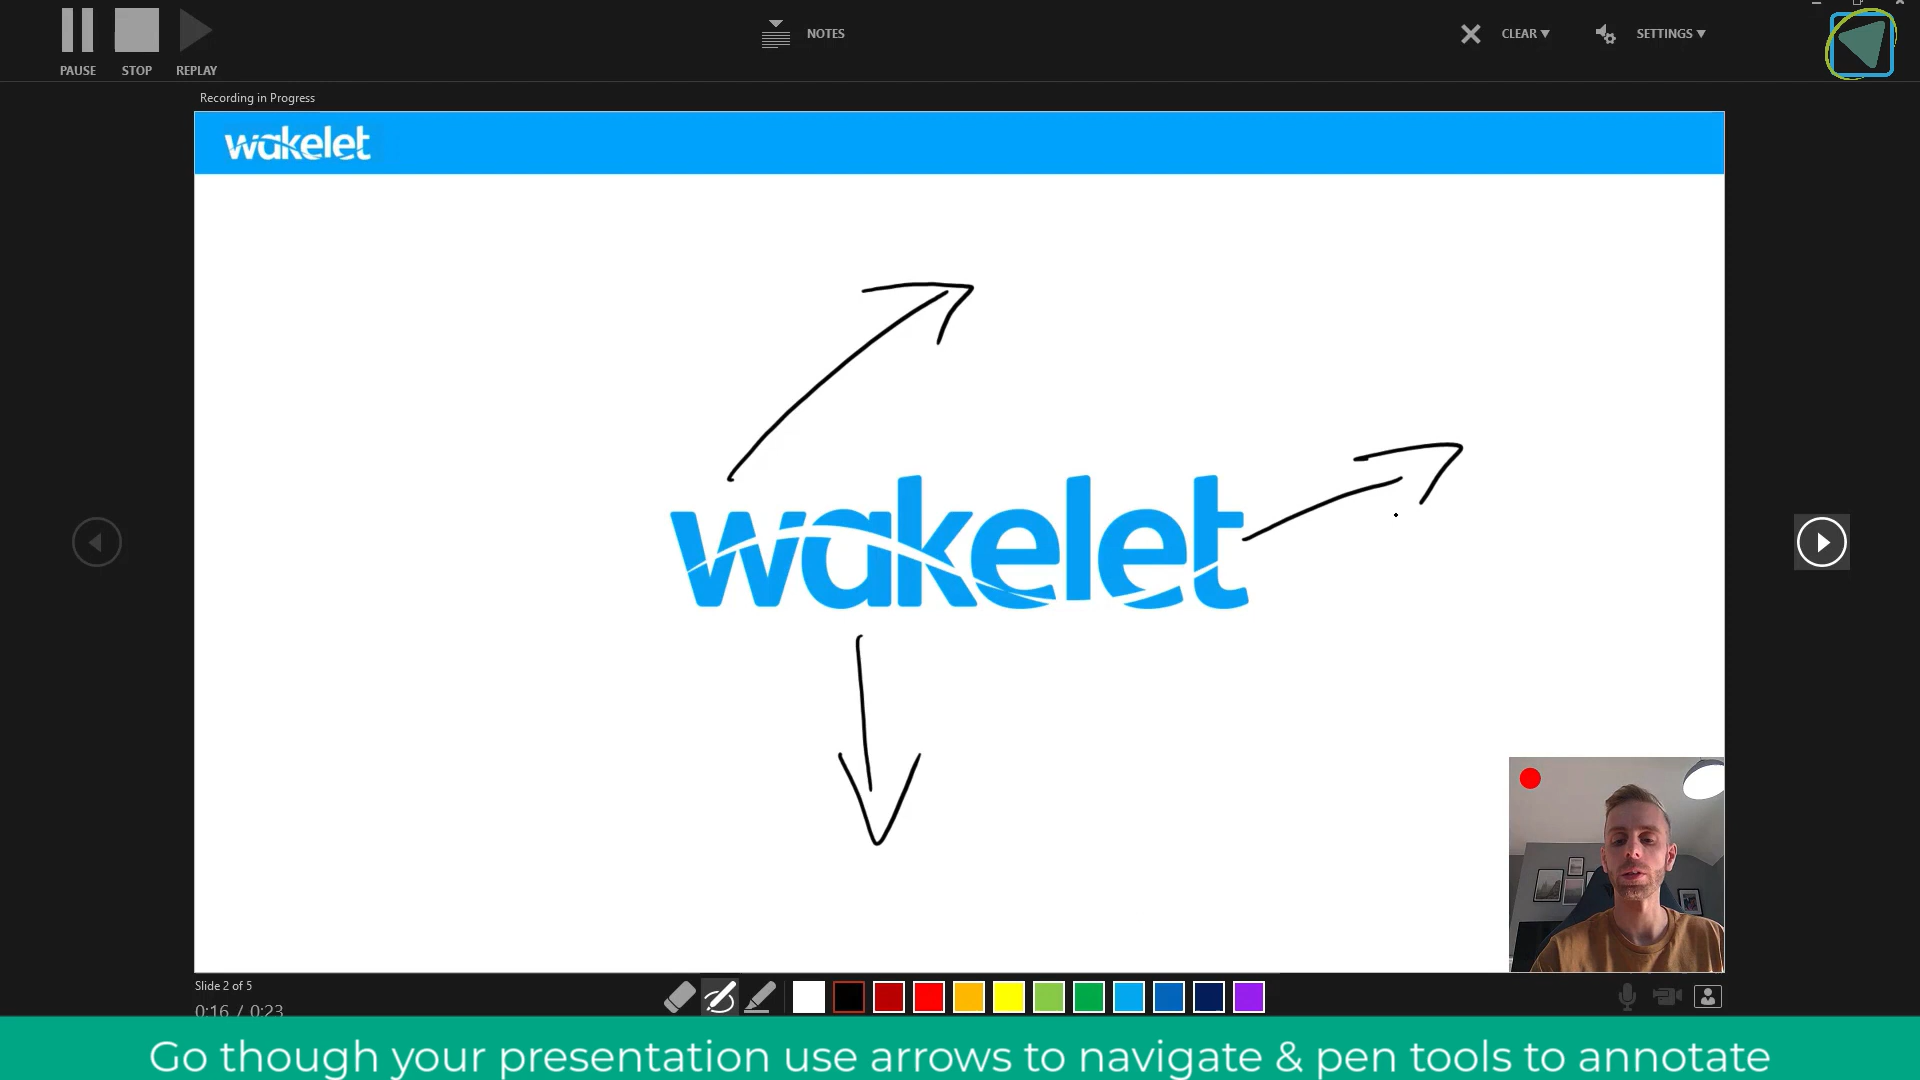 PAUSE
STOP
REPLAY
NOTES
CLEAR
SETTINGS
Recording in Progress
wakelet
wakelet
Slide 2 of 5
0:16 / 0:23
Go though your presentation use arrows to navigate & pen tools to annotate